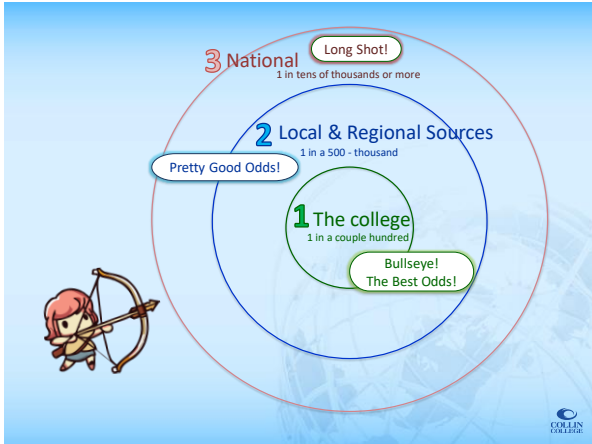 Long Shot!
3 National
1 in tens of thousands or more
2 Local & Regional Sources
1 in a 500 - thousand
Pretty Good Odds!
1 The college
1 in a couple hundred
Bullseye!
The Best Odds!
COLLIN
COLLEGE